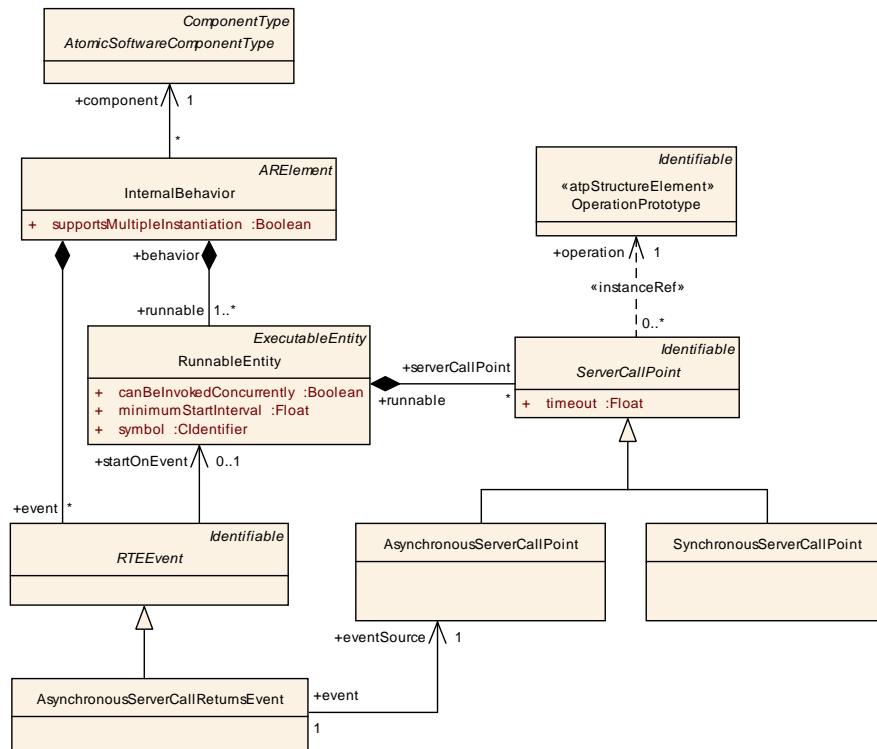 ComponentType
AtomicSoftwareComponentType
+component
1
*
ARElement
InternalBehavior
+ supportsMultipleInstantiation :Boolean
Identifiable
«atpStructureElement»
OperationPrototype
+behavior
+operation
1
«instanceRef»
+runnable
1..*
0..*
ExecutableEntity
RunnableEntity
+ canBeInvokedConcurrently :Boolean
+ minimumStartInterval :Float
+ symbol :CIdentifier
+serverCallPoint
+runnable
*
Identifiable
ServerCallPoint
+ timeout :Float
+startOnEvent
0..1
+event
*
Identifiable
RTEEvent
AsynchronousServerCallPoint
SynchronousServerCallPoint
+eventSource
1
AsynchronousServerCallReturnsEvent
+event
1